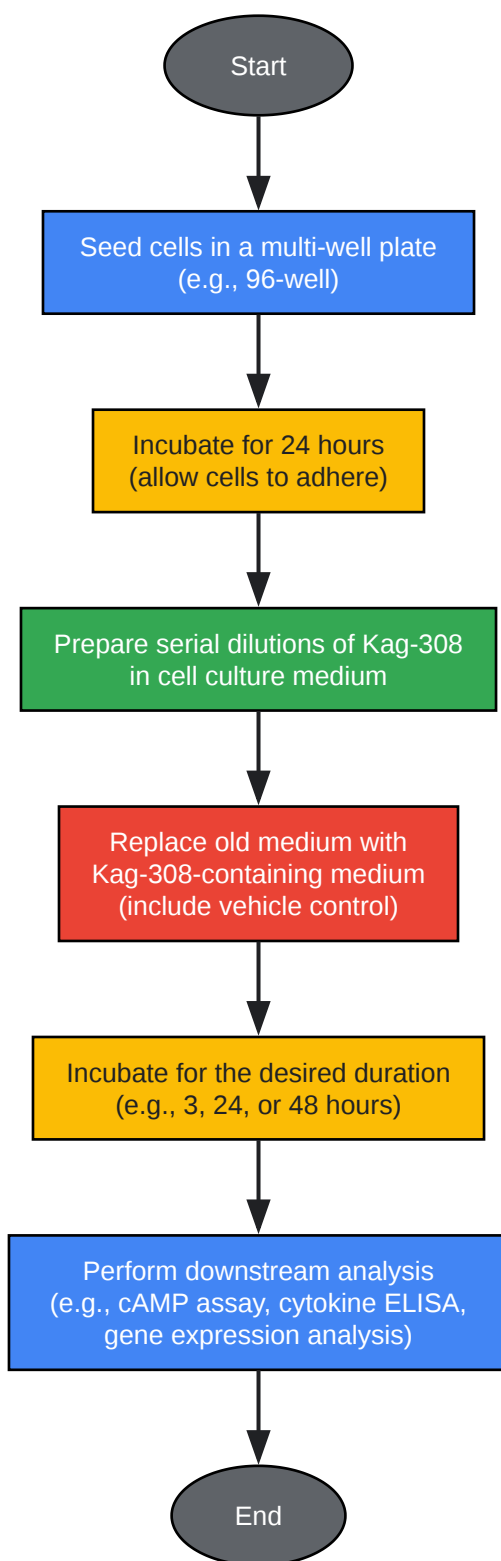 Start
Seed cells in a multi-well plate
(e.g., 96-well)
Incubate for 24 hours
(allow cells to adhere)
Prepare serial dilutions of Kag-308
in cell culture medium
Replace old medium with
Kag-308-containing medium
(include vehicle control)
Incubate for the desired duration
(e.g., 3, 24, or 48 hours)
Perform downstream analysis
(e.g., cAMP assay, cytokine ELISA,
gene expression analysis)
End